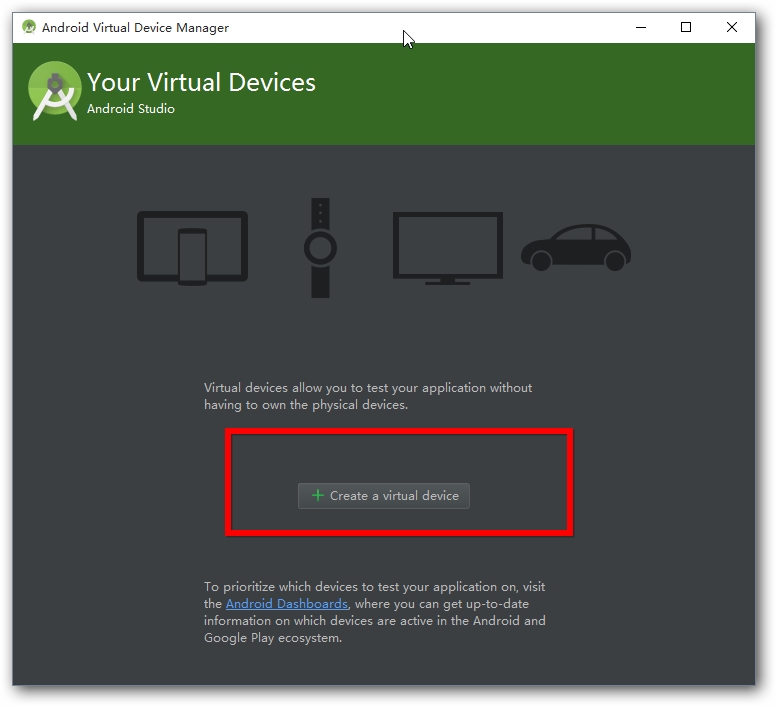 Android Virtual Device Manager
Your Virtual Devices
Android Studio
Virtual devices allow you to test your application without
having to own the physical devices.
Create a virtual device
To prioritize which devices to test your application on, visit
the Android Dashboards, where you can get up-to-date
information on which devices are active in the Android and
Google Play ecosystem.